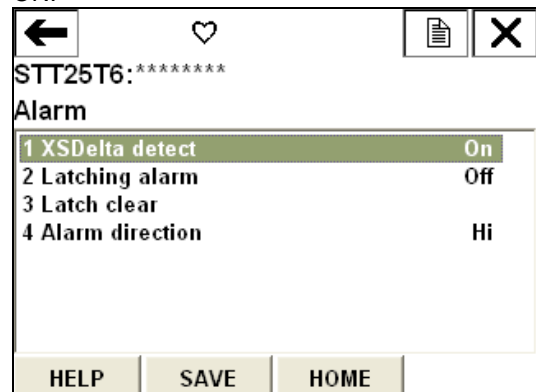 STT25T6:********
Alarm
1 XSDelta detect On
2 Latching alarm Off
3 Latch clear
4 Alarm direction Hi
HELP SAVE HOME